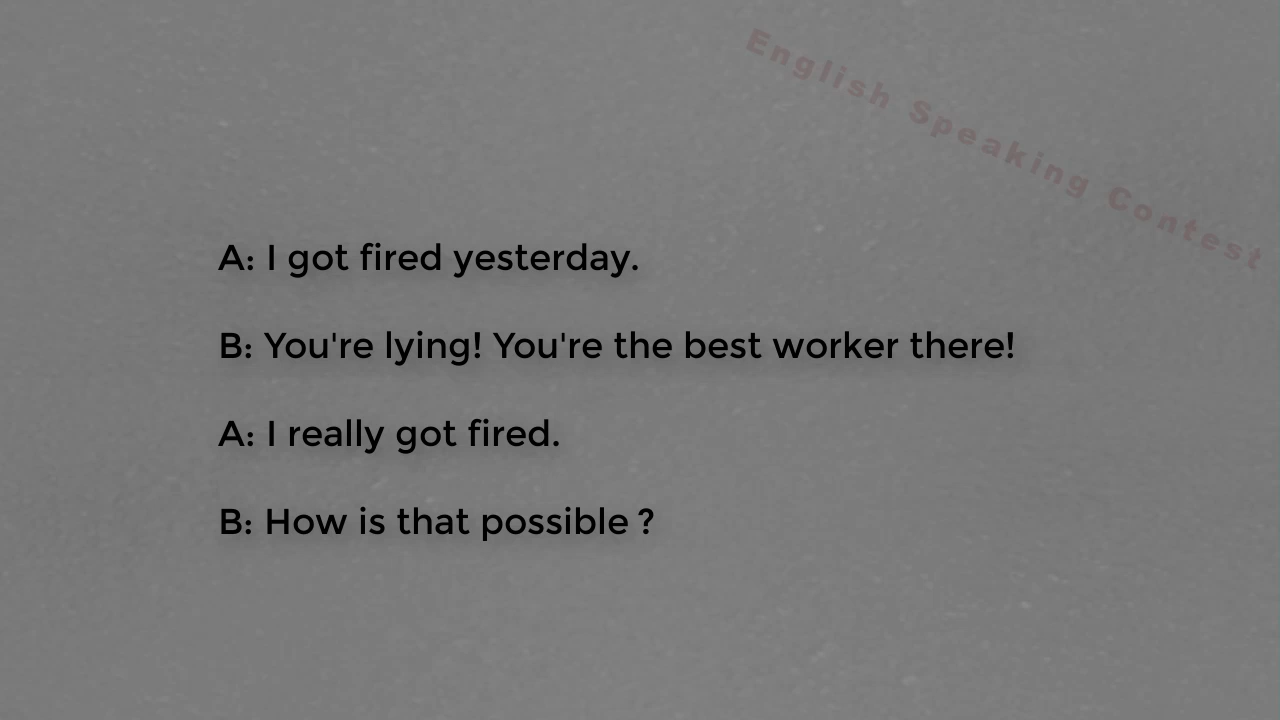 English Speaking Contest
A: I got fired yesterday.
B: You're lying! You're the best worker there!
A: I really got fired.
B: How is that possible ?